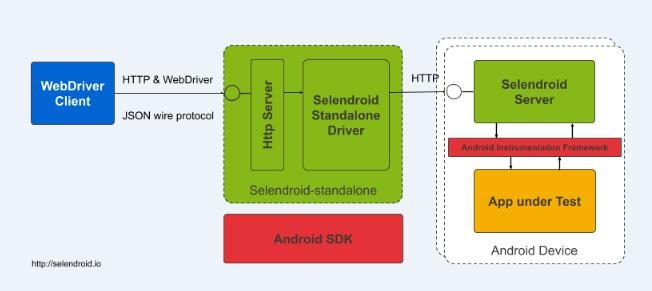 WebDriver
Client
HTTP & WebDriver
JSON wire protocol
Http Server
Selendroid
Standalone
Driver
Selendroid-standalone
Android SDK
HTTP
Selendroid
Server
Android Instrumentation Framework
App under Test
Android Device
http://selendroid.io